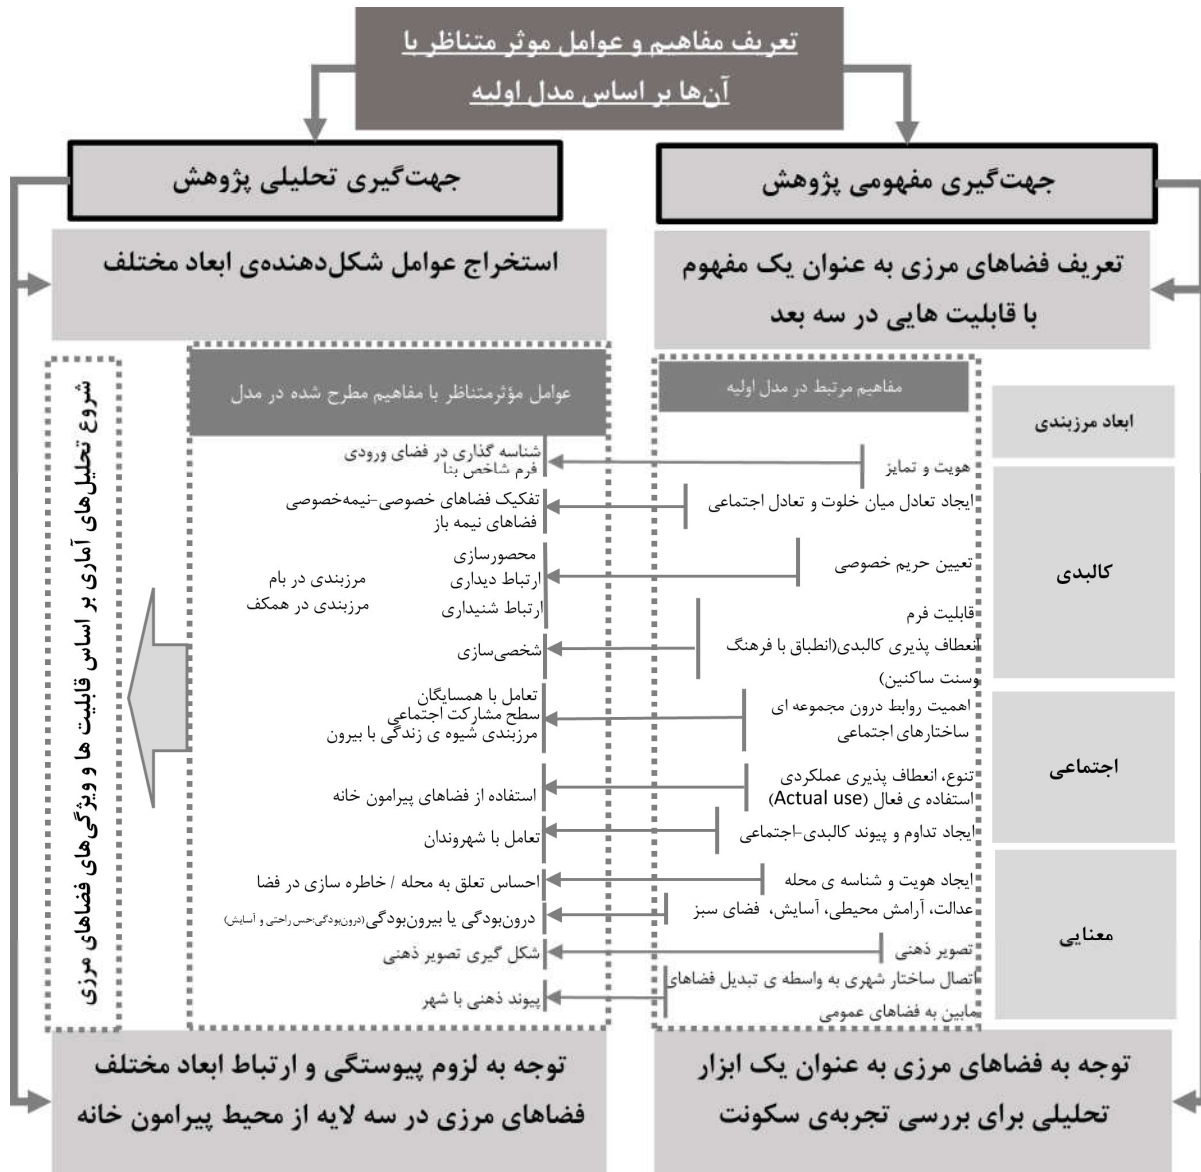 تعریف مفاهیم و عوامل موثر متناظر با
آن‌ها بر اساس مدل اولیه
جهت‌گیری مفهومی پژوهش
جهت‌گیری تحلیلی پژوهش
تعریف فضاهای مرزی به عنوان یک مفهوم
با قابلیت هایی در سه بعد
استخراج عوامل شکل‌دهنده‌ی ابعاد مختلف
ابعاد مرزبندی
کالبدی
اجتماعی
معنایی
مفاهیم مرتبط در مدل اولیه
هویت و تمایز
ایجاد تعادل میان خلوت و تعادل اجتماعی
تعیین حریم خصوصی
قابلیت فرم
انعطاف پذیری کالبدی(انطباق با فرهنگ
وسنت ساکنین)
اهمیت روابط درون مجموعه ای
ساختارهای اجتماعی
تنوع، انعطاف پذیری عملکردی
استفاده ی فعال (Actual use)
ایجاد تداوم و پیوند کالبدی-اجتماعی
ایجاد هویت و شناسه ی محله
عدالت، آرامش محیطی، آسایش، فضای سبز
تصویر ذهنی
اتصال ساختار شهری به واسطه ی تبدیل فضاهای
مابین به فضاهای عمومی
عوامل مؤثرمتناظر با مفاهیم مطرح شده در مدل
شناسه گذاری در فضای ورودی
فرم شاخص بنا
تفکیک فضاهای خصوصی-نیمه‌خصوصی
فضاهای نیمه باز
محصورسازی
ارتباط دیداری
مرزبندی در بام
ارتباط شنیداری
مرزبندی در همکف
شخصی‌سازی
تعامل با همسایگان
سطح مشارکت اجتماعی
مرزبندی شیوه ی زندگی با بیرون
استفاده از فضاهای پیرامون خانه
تعامل با شهروندان
احساس تعلق به محله / خاطره سازی در فضا
درون‌بودگی یا بیرون‌بودگی(درون‌بودگی:حس راحتی و آسایش)
شکل گیری تصویر ذهنی
پیوند ذهنی با شهر
شروع تحلیل‌های آماری بر اساس قابلیت ها و ویژگی‌های فضاهای مرزی
توجه به فضاهای مرزی به عنوان یک ابزار
تحلیلی برای بررسی تجربه‌ی سکونت
توجه به لزوم پیوستگی و ارتباط ابعاد مختلف
فضاهای مرزی در سه لایه از محیط پیرامون خانه